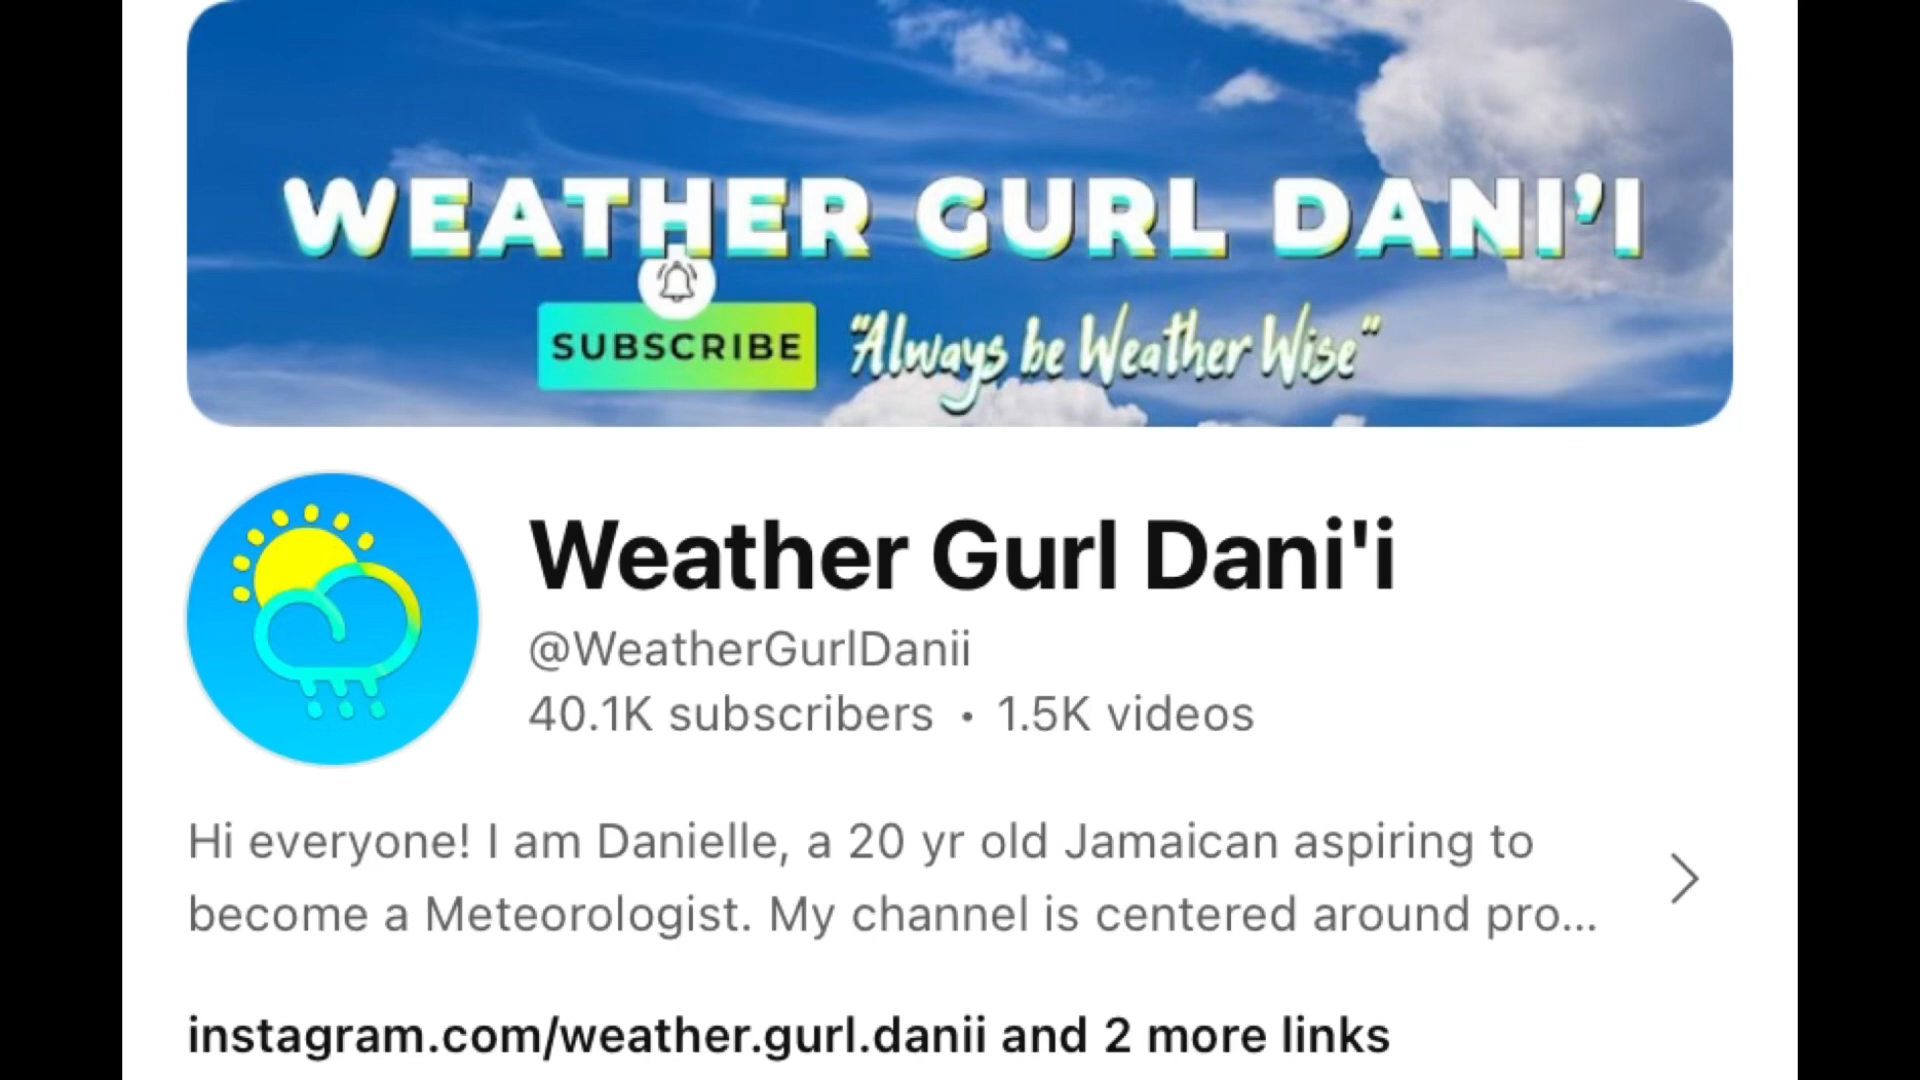 WEATHER GURL DANI’I
SUBSCRIBE
"Always be Weather Wise"
Weather Gurl Dani'i
@WeatherGurlDanii
40.1K subscribers • 1.5K videos
Hi everyone! I am Danielle, a 20 yr old Jamaican aspiring to
become a Meteorologist. My channel is centered around pro...
instagram.com/weather.gurl.danii and 2 more links